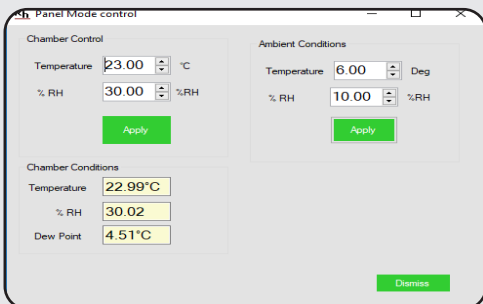 Panel Mode control
Chamber Control
Temperature 23.00 °C
% RH 30.00 %RH
Apply
Ambient Conditions
Temperature 6.00 Deg
% RH 10.00 %RH
Apply
Chamber Conditions
Temperature 22.99°C
% RH 30.02
Dew Point 4.51°C
Dismiss